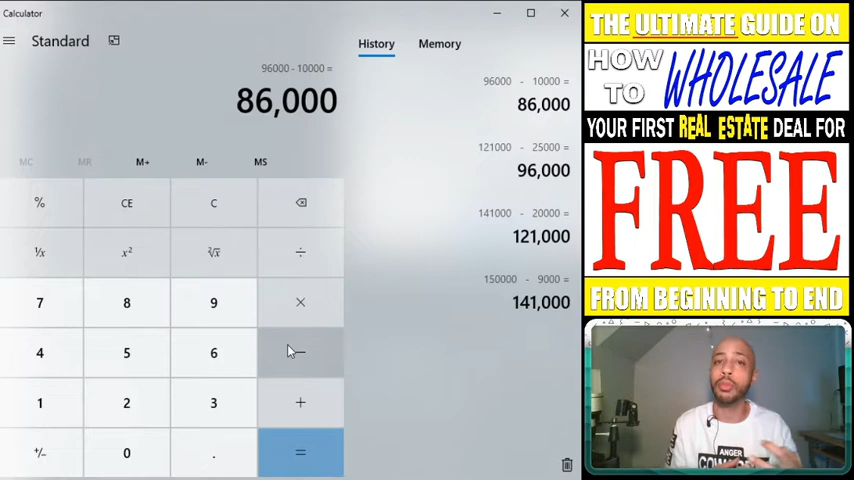 Calculator
Standard
96000 - 10000 =
86,000
MC MR M+ M- MS
% CE C
¹/x x² ²√x ÷
7 8 9 ×
4 5 6 −
1 2 3 +
+/− 0 . =
History Memory
96000 - 10000 =
86,000
121000 - 25000 =
96,000
141000 - 20000 =
121,000
150000 - 9000 =
141,000
THE ULTIMATE GUIDE ON
HOW
TO
WHOLESALE
YOUR FIRST REAL ESTATE DEAL FOR
FREE
FROM BEGINNING TO END
ANGER